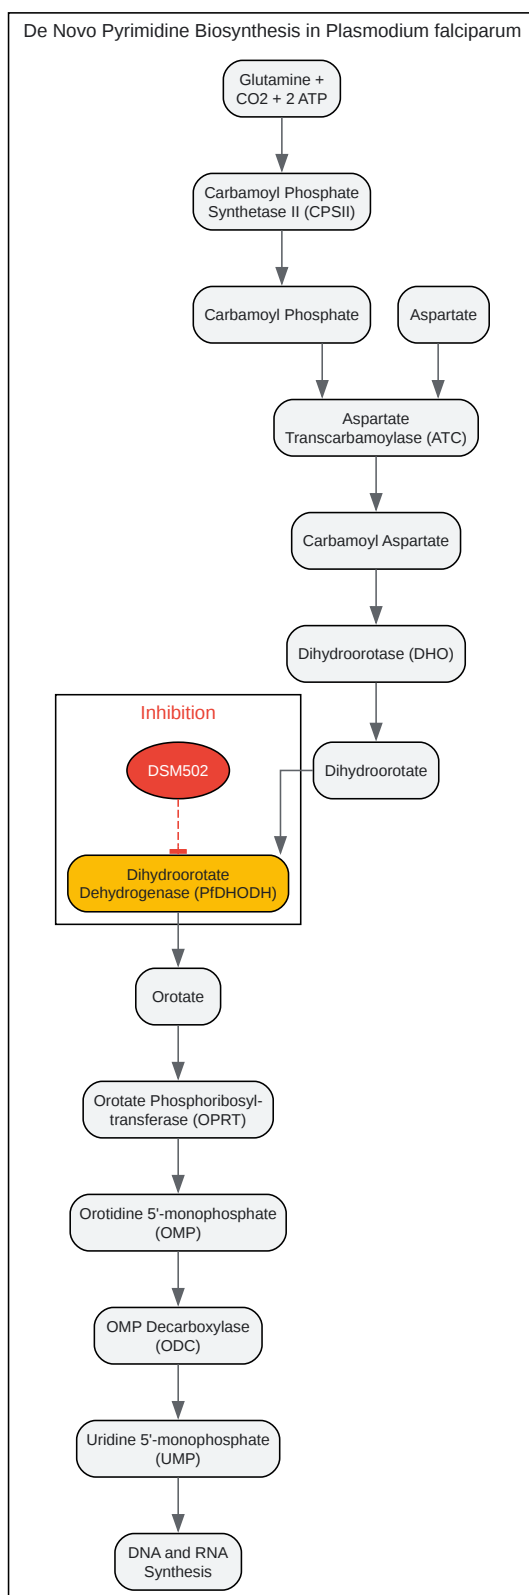 De Novo Pyrimidine Biosynthesis in Plasmodium falciparum
Glutamine +
CO2 + 2 ATP
Carbamoyl Phosphate
Synthetase II (CPSII)
Carbamoyl Phosphate
Aspartate
Aspartate
Transcarbamoylase (ATC)
Carbamoyl Aspartate
Dihydroorotase (DHO)
Inhibition
DSM502
Dihydroorotate
Dihydroorotate
Dehydrogenase (PfDHODH)
Orotate
Orotate Phosphoribosyl-
transferase (OPRT)
Orotidine 5'-monophosphate
(OMP)
OMP Decarboxylase
(ODC)
Uridine 5'-monophosphate
(UMP)
DNA and RNA
Synthesis